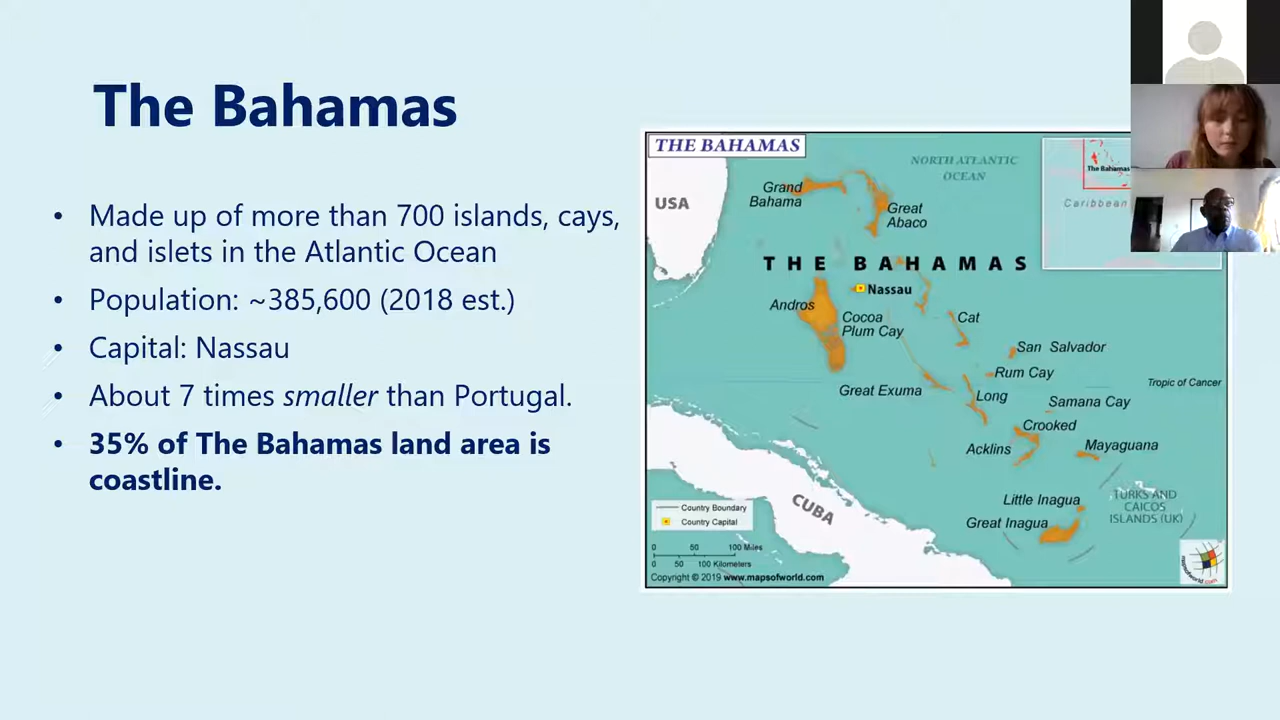 The Bahamas
• Made up of more than 700 islands, cays,
and islets in the Atlantic Ocean
• Population: ~385,600 (2018 est.)
• Capital: Nassau
• About 7 times smaller than Portugal.
• 35% of The Bahamas land area is
coastline.
THE BAHAMAS
NORTH ATLANTIC
OCEAN
The Bahamas
Caribbean
USA
Grand
Bahama
Great
Abaco
THE BAHAMAS
Nassau
Andros
Cocoa
Plum Cay
Cat
San Salvador
Rum Cay
Tropic of Cancer
Great Exuma
Long
Samana Cay
Crooked
Acklins
Mayaguana
Little Inagua
TURKS AND
CAICOS
ISLANDS (UK)
Great Inagua
CUBA
Country Boundary
Country Capital
0 50 100 Miles
0 50 100 Kilometers
Copyright © 2019 www.mapsofworld.com
mapsofworld.com